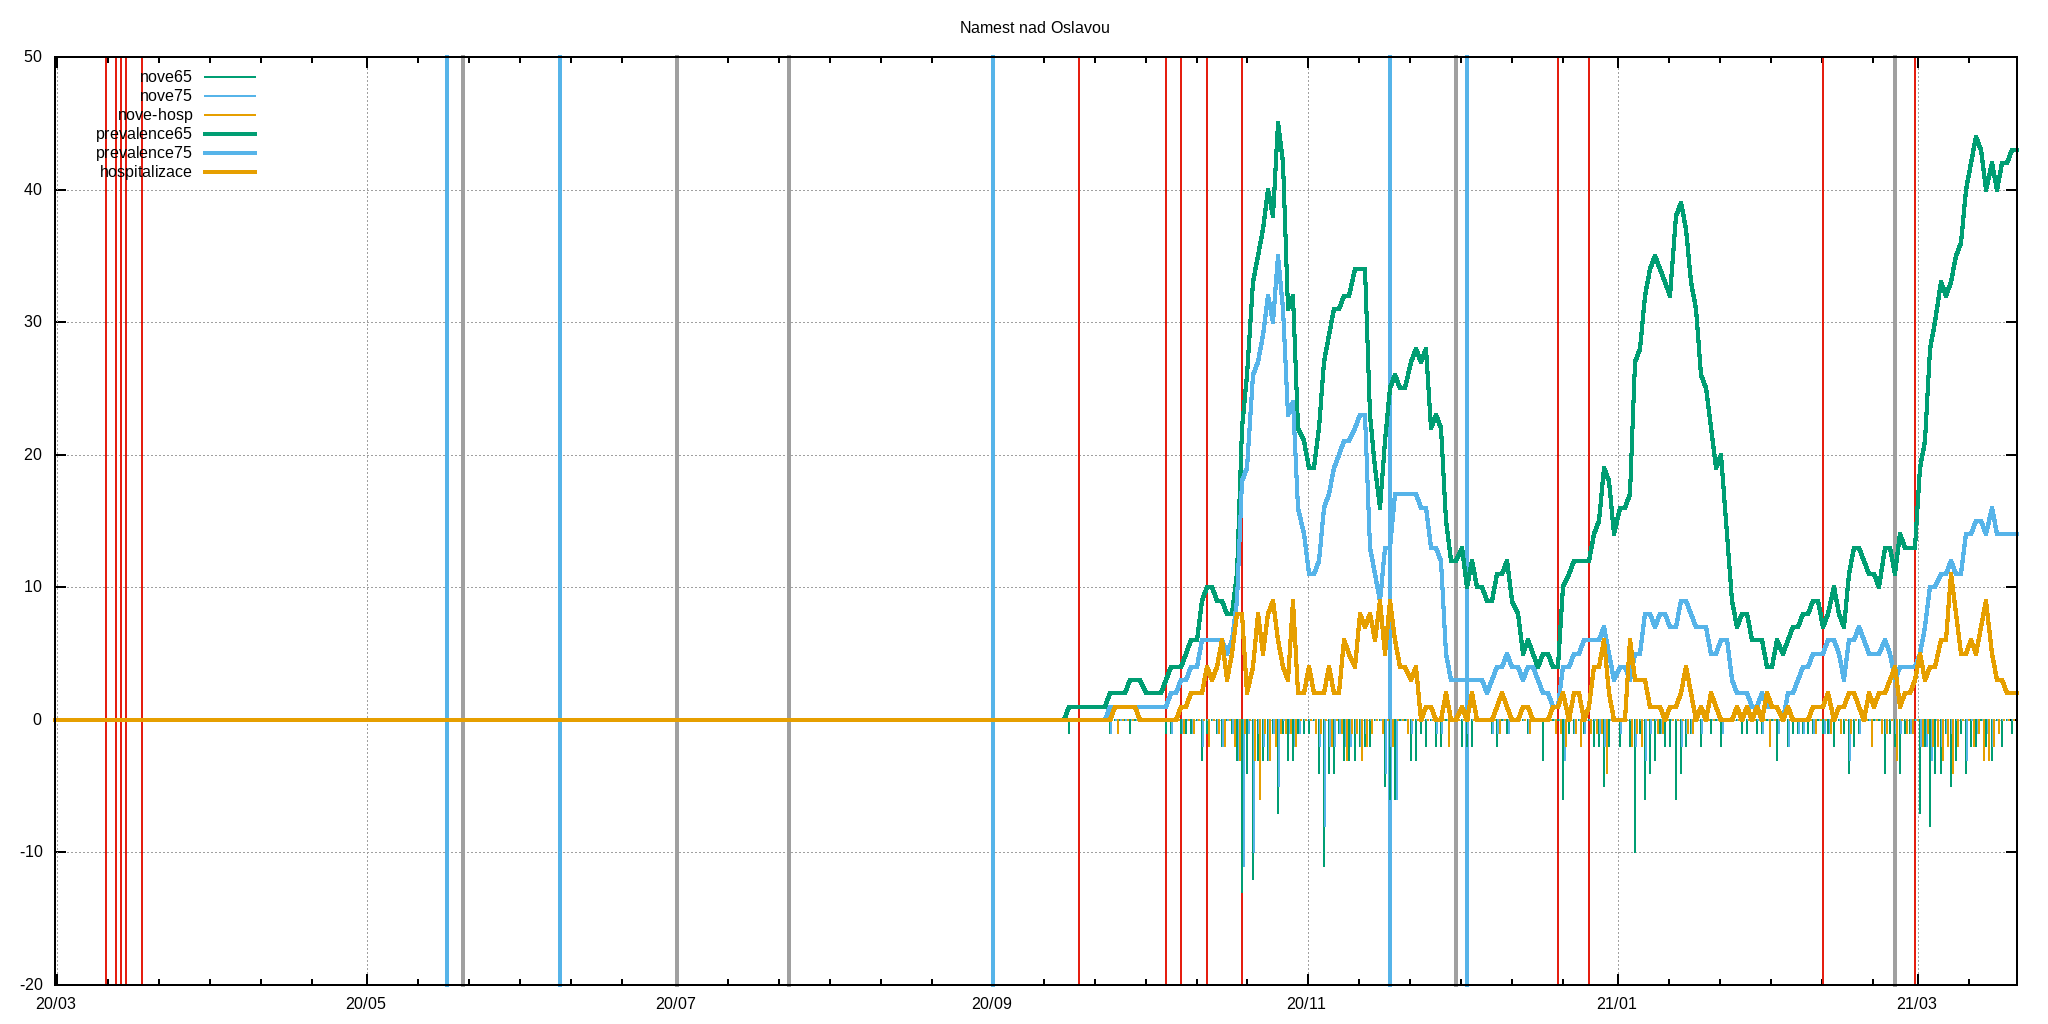 Namest nad Oslavou
50
nove65
nove75
nove-hosp
prevalence65
prevalence75
hospitalizace
40
30
20
10
0
-10
-20
20/03 20/05 20/07 20/09 20/11 21/01 21/03